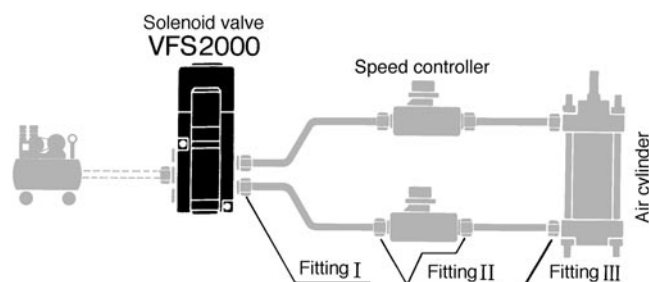 Solenoid valve
VFS2000
Speed controller
Air cylinder
Fitting I
Fitting II
Fitting III